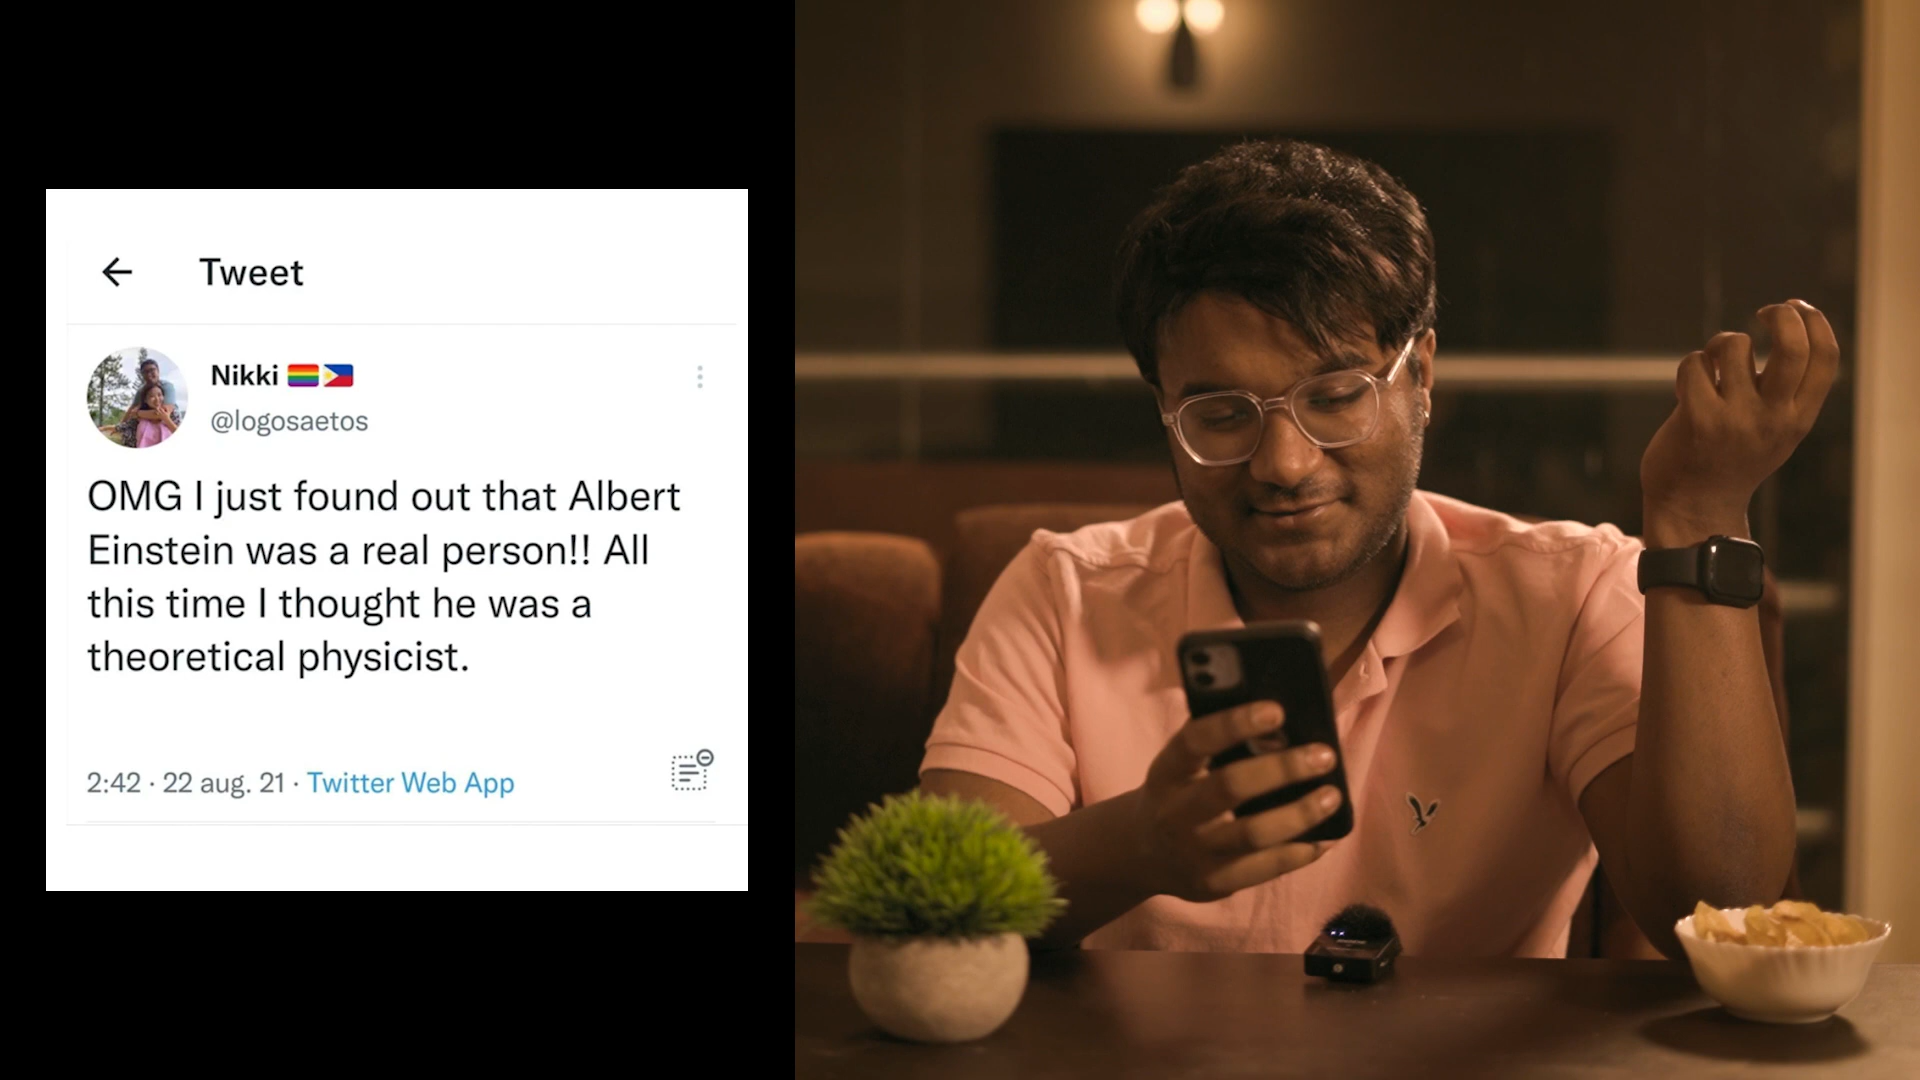 Tweet
Nikki 🏳️‍🌈🇵🇭
@logosaetos
OMG I just found out that Albert
Einstein was a real person!! All
this time I thought he was a
theoretical physicist.
2:42 · 22 aug. 21 · Twitter Web App